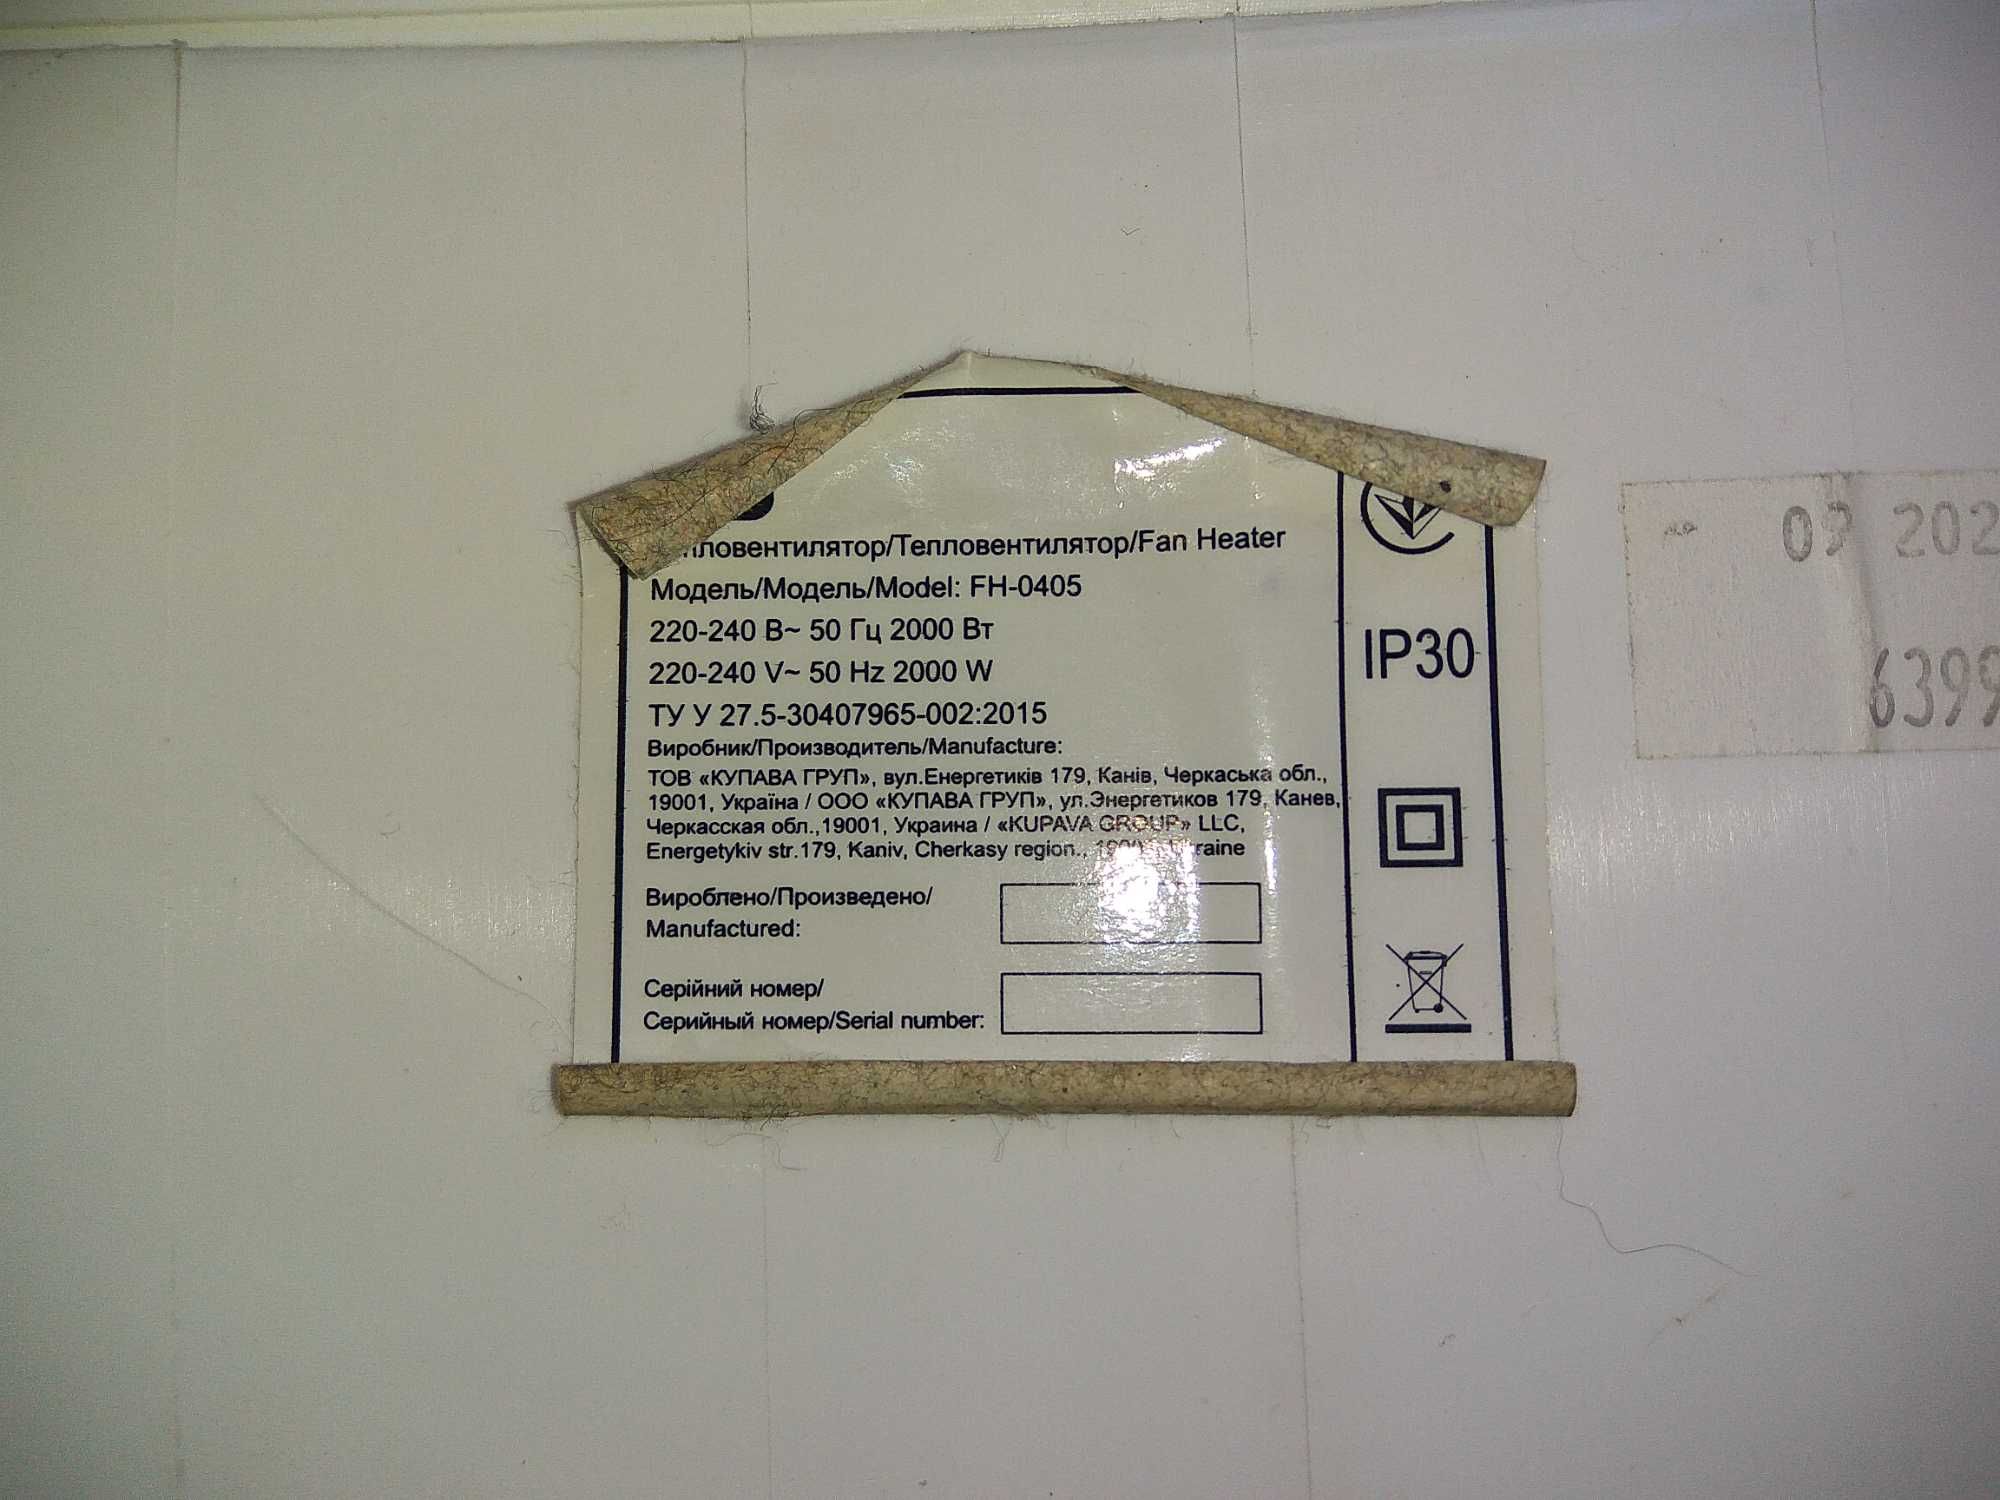 Тепловентилятор/Fan Heater
Модель/Модель/Model: FH-0405
220-240 В~ 50 Гц 2000 Вт
220-240 V~ 50 Hz 2000 W
ТУ У 27.5-30407965-002:2015
Виробник/Производитель/Manufacture:
ТОВ «КУПАВА ГРУП», вул.Енергетиків 179, Канів, Черкаська обл.,
19001, Україна / ООО «КУПАВА ГРУП», ул.Энергетиков 179, Канев,
Черкасская обл.,19001, Украина / «KUPAVA GROUP» LLC,
Energetykiv str.179, Kaniv, Cherkasy region.,
Вироблено/Произведено/
Manufactured:
Серійний номер/
Серийный номер/Serial number:
IP30
202
6399